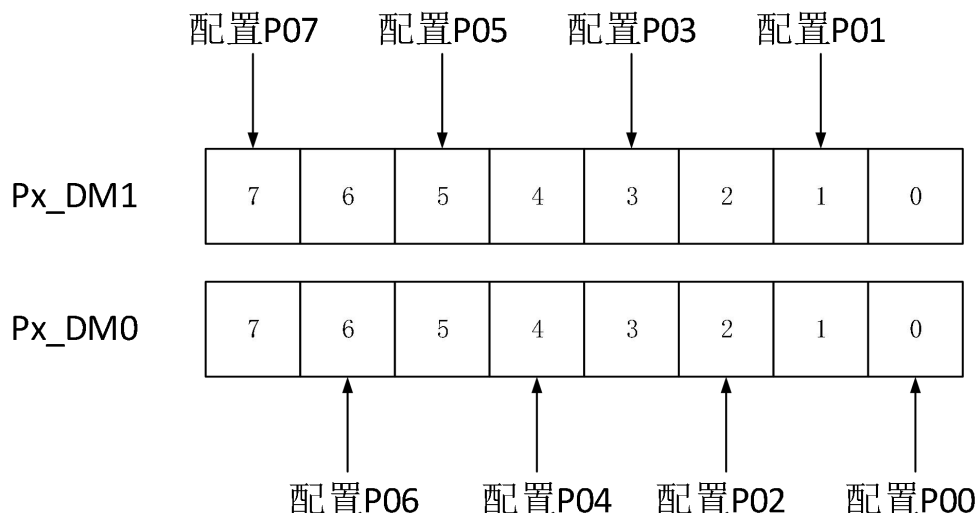 配置P07 配置P05 配置P03 配置P01
Px_DM1 7 6 5 4 3 2 1 0
Px_DM0 7 6 5 4 3 2 1 0
配置P06 配置P04 配置P02 配置P00